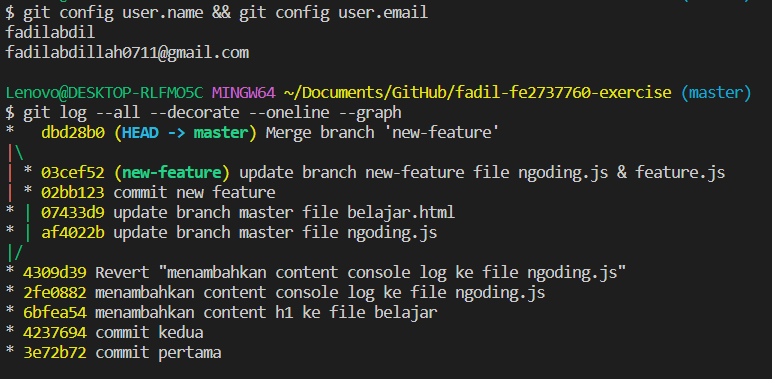 $ git config user.name && git config user.email
fadilabdil
fadilabdillah0711@gmail.com
Lenovo@DESKTOP-RLFMO5C MINGW64 ~/Documents/GitHub/fadil-fe2737760-exercise (master)
$ git log --all --decorate --oneline --graph
*   dbd28b0 (HEAD -> master) Merge branch 'new-feature'
|\
| * 03cef52 (new-feature) update branch new-feature file ngoding.js & feature.js
| * 02bb123 commit new feature
* | 07433d9 update branch master file belajar.html
* | af4022b update branch master file ngoding.js
|/
* 4309d39 Revert "menambahkan content console log ke file ngoding.js"
* 2fe0882 menambahkan content console log ke file ngoding.js
* 6bfea54 menambahkan content h1 ke file belajar
* 4237694 commit kedua
* 3e72b72 commit pertama